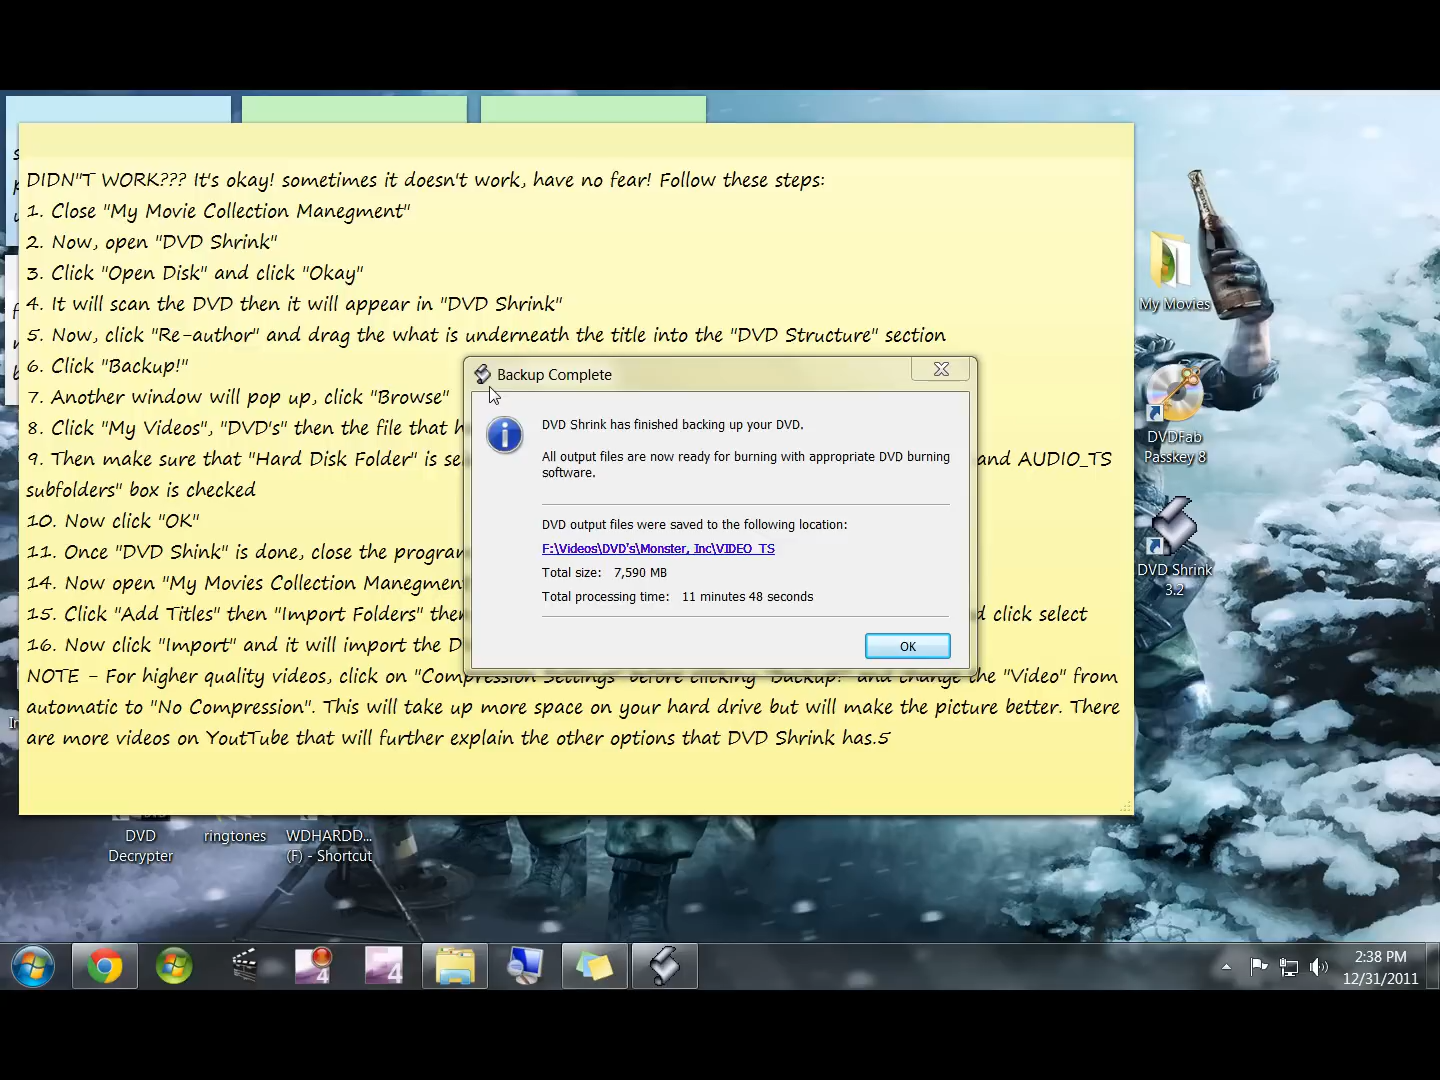 DIDN"T WORK??? It's okay! sometimes it doesn't work, have no fear! Follow these steps:
1. Close "My Movie Collection Manegment"
2. Now, open "DVD Shrink"
3. Click "Open Disk" and click "Okay"
4. It will scan the DVD then it will appear in "DVD Shrink"
5. Now, click "Re-author" and drag the what is underneath the title into the "DVD Structure" section
6. Click "Backup!"
7. Another window will pop up, click "Browse"
8. Click "My Videos", "DVD's" then the file that
9. Then make sure that "Hard Disk Folder" is and AUDIO_TS
subfolders" box is checked
10. Now click "OK"
11. Once "DVD Shink" is done, close the
14. Now open "My Movies Collection
15. Click "Add Titles" then "Import Folders" click select
16. Now click "Import" and it will import the
NOTE - For higher quality videos, click on "Compression Settings" before clicking "Backup!" and change the "Video" from
automatic to "No Compression". This will take up more space on your hard drive but will make the picture better. There
are more videos on YoutTube that will further explain the other options that DVD Shrink has.5
Backup Complete
DVD Shrink has finished backing up your DVD.
All output files are now ready for burning with appropriate DVD burning
software.
DVD output files were saved to the following location:
F:\Videos\DVD's\Monster, Inc\VIDEO_TS
Total size: 7,590 MB
Total processing time: 11 minutes 48 seconds
OK
My Movies
DVDFab
Passkey 8
DVD Shrink
3.2
DVD
Decrypter
ringtones
WDHARDD...
(F) - Shortcut
2:38 PM
12/31/2011